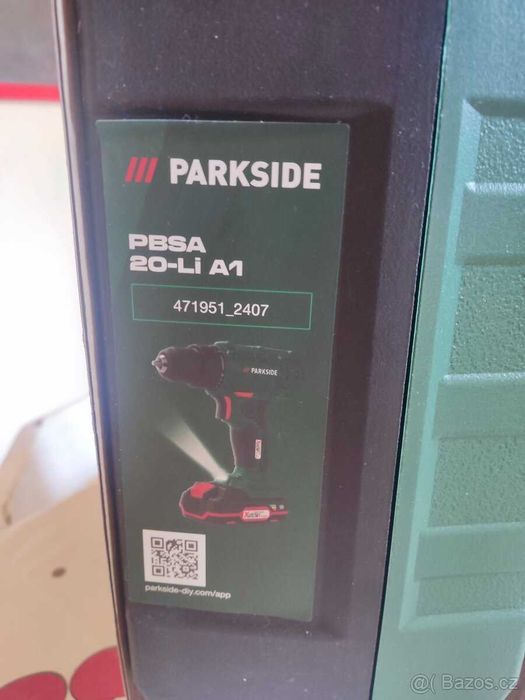 PARKSIDE
PBSA
20-Li A1
471951_2407
PARKSIDE
parkside-diy.com/app
@( Bazos.cz